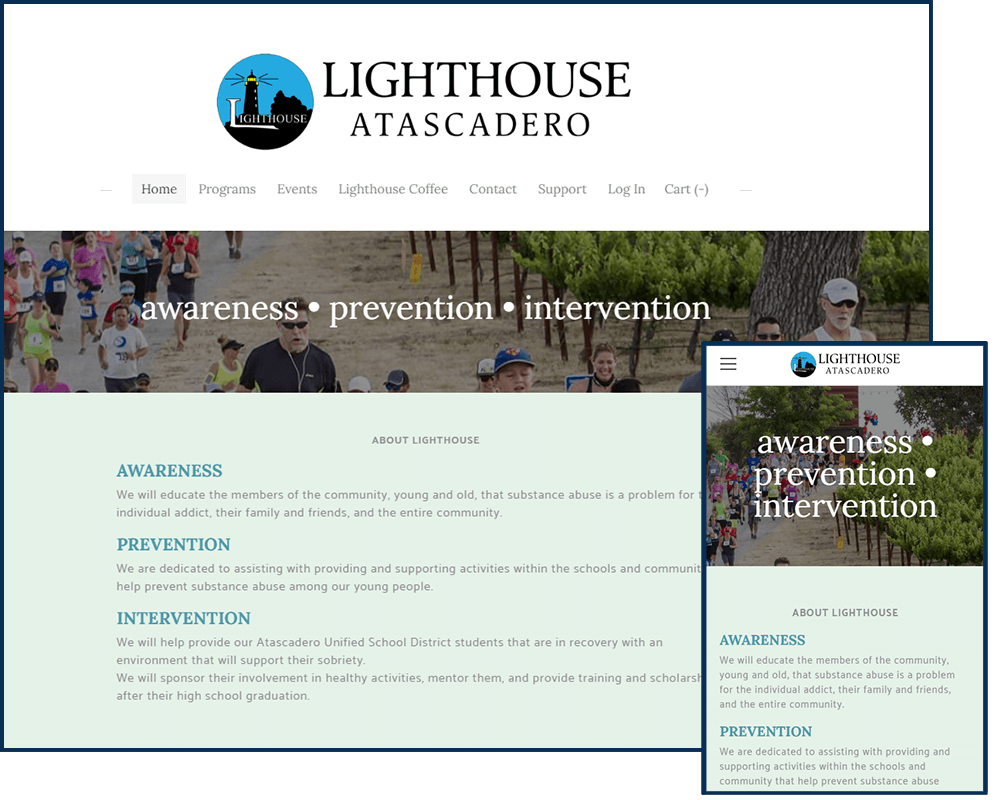 LIGHTHOUSE
LIGHTHOUSE
ATASCADERO
Home Programs Events Lighthouse Coffee Contact Support Log In Cart (-)
awareness • prevention • intervention
ABOUT LIGHTHOUSE
AWARENESS
We will educate the members of the community, young and old, that substance abuse is a problem for
individual addict, their family and friends, and the entire community.
PREVENTION
We are dedicated to assisting with providing and supporting activities within the schools and
help prevent substance abuse among our young people.
INTERVENTION
We will help provide our Atascadero Unified School District students that are in recovery with an
environment that will support their sobriety.
We will sponsor their involvement in healthy activities, mentor them, and provide training and
after their high school graduation.
LIGHTHOUSE
ATASCADERO
awareness •
prevention •
intervention
ABOUT LIGHTHOUSE
AWARENESS
We will educate the members of the community,
young and old, that substance abuse is a problem
for the individual addict, their family and friends,
and the entire community.
PREVENTION
We are dedicated to assisting with providing and
supporting activities within the schools and
community that help prevent substance abuse